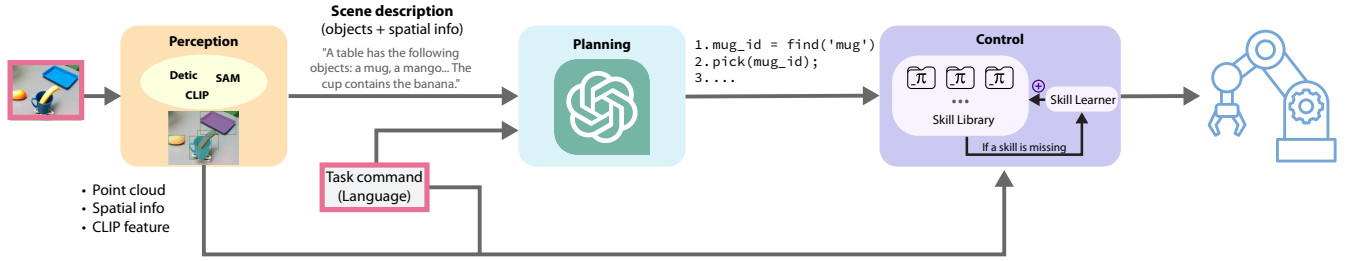 Perception
Detic
SAM
CLIP
• Point cloud
• Spatial info
• CLIP feature
Scene description
(objects + spatial info)
"A table has the following
objects: a mug, a mango... The
cup contains the banana."
Task command
(Language)
Planning
1.mug_id = find('mug')
2.pick(mug_id);
3....
Control
π π π
...
Skill Library
Skill Learner
If a skill is missing